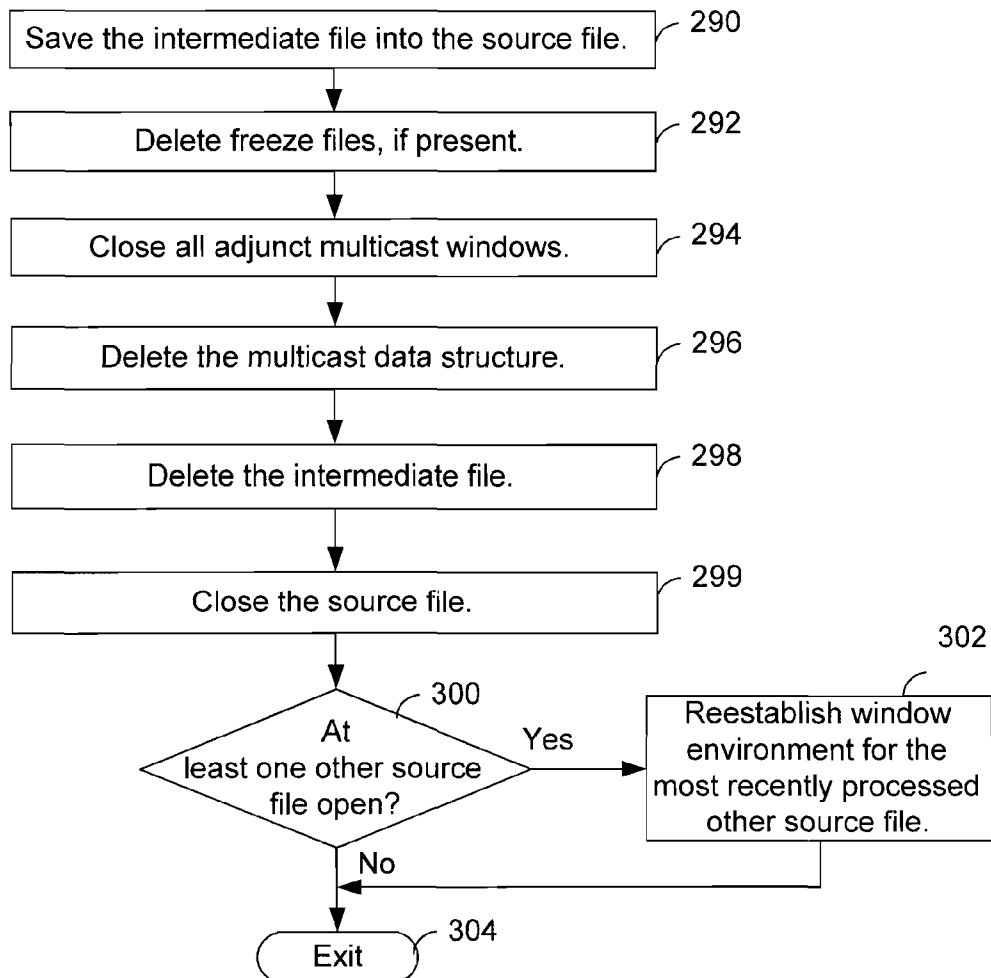 Save the intermediate file into the source file.
290
Delete freeze files, if present.
292
Close all adjunct multicast windows.
294
Delete the multicast data structure.
296
Delete the intermediate file.
298
Close the source file.
299
300
At
least one other source
file open?
Yes
302
Reestablish window
environment for the
most recently processed
other source file.
No
Exit
304